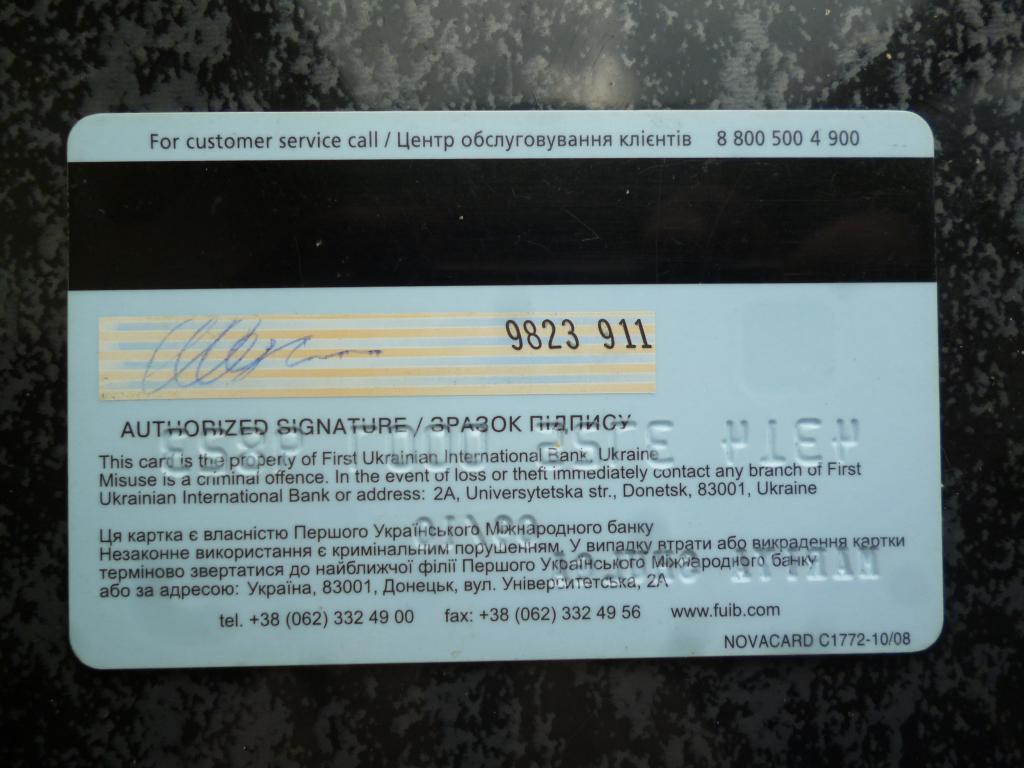 For customer service call / Центр обслуговування клієнтів 8 800 500 4 900
9823 911
AUTHORIZED SIGNATURE / ЗРАЗОК ПІДПИСУ
This card is the property of First Ukrainian International Bank, Ukraine
Misuse is a criminal offence. In the event of loss or theft immediately contact any branch of First
Ukrainian International Bank or address: 2A, Universytetska str., Donetsk, 83001, Ukraine
Ця картка є власністю Першого Українського Міжнародного банку
Незаконне використання є кримінальним порушенням. У випадку втрати або викрадення картки
терміново звертатися до найближчої філії Першого Українського Міжнародного банку
або за адресою: Україна, 83001, Донецьк, вул. Університетська, 2А
tel. +38 (062) 332 49 00 fax: +38 (062) 332 49 56 www.fuib.com
NOVACARD C1772-10/08